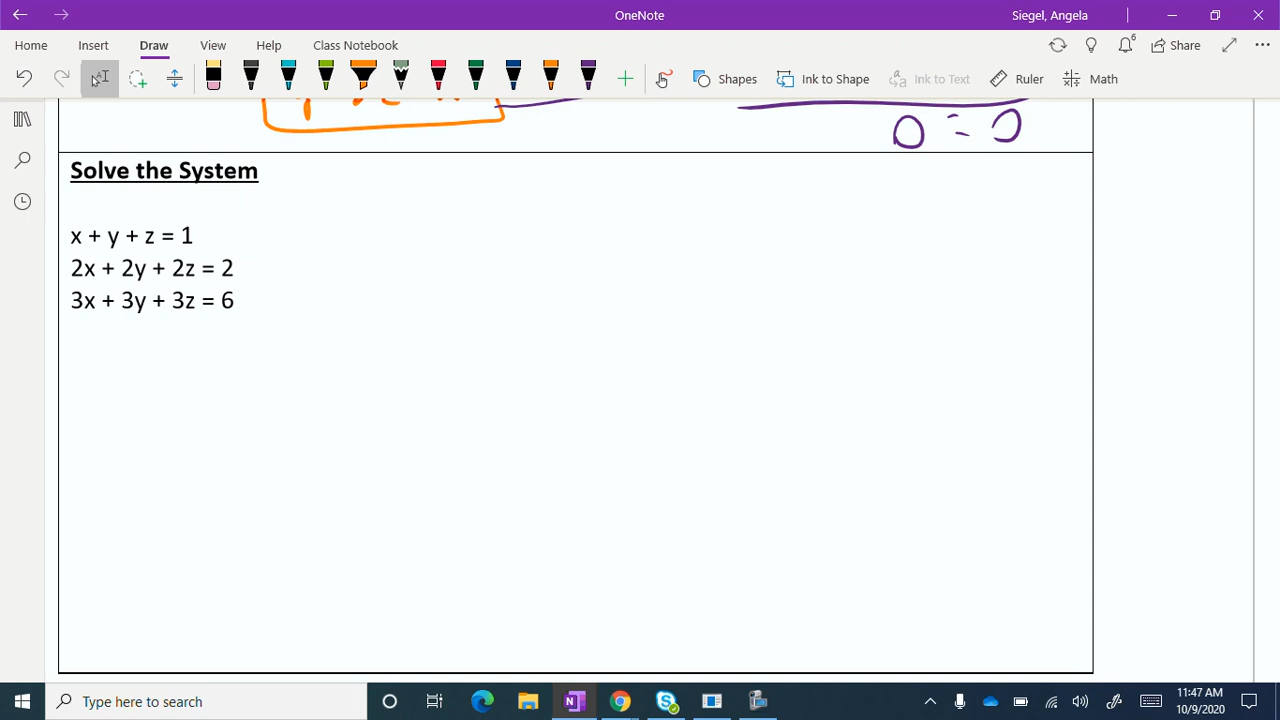 OneNote
Siegel, Angela
Home Insert Draw View Help Class Notebook
Share
Shapes Ink to Shape Ink to Text Ruler Math
0 = 0
Solve the System
x + y + z = 1
2x + 2y + 2z = 2
3x + 3y + 3z = 6
Type here to search
11:47 AM
10/9/2020